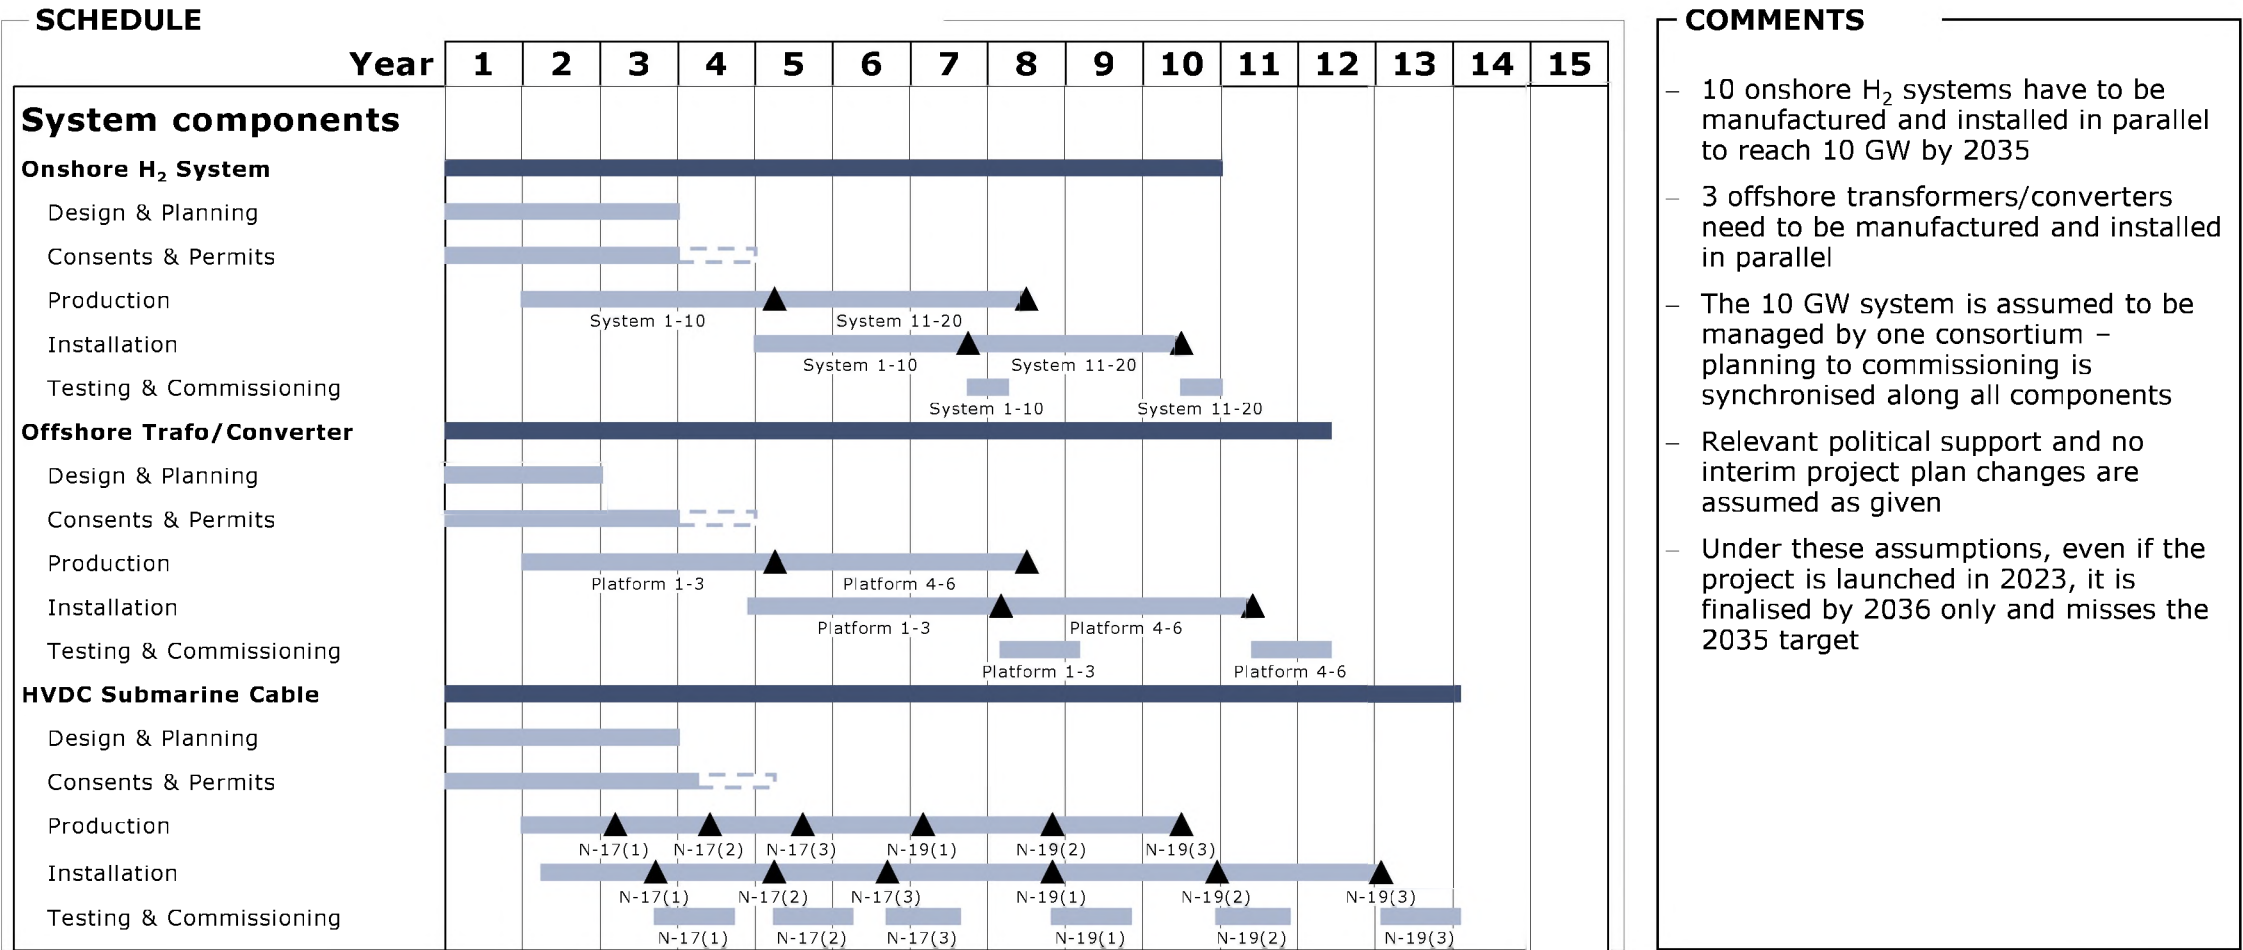 SCHEDULE
Year 1 2 3 4 5 6 7 8 9 10 11 12 13 14 15
System components
Onshore H₂ System
Design & Planning
Consents & Permits
Production
System 1-10 System 11-20
Installation
System 1-10 System 11-20
Testing & Commissioning
System 1-10 System 11-20
Offshore Trafo/Converter
Design & Planning
Consents & Permits
Production
Platform 1-3 Platform 4-6
Installation
Platform 1-3 Platform 4-6
Testing & Commissioning
Platform 1-3 Platform 4-6
HVDC Submarine Cable
Design & Planning
Consents & Permits
Production
N-17(1) N-17(2) N-17(3) N-19(1) N-19(2) N-19(3)
Installation
N-17(1) N-17(2) N-17(3) N-19(1) N-19(2) N-19(3)
Testing & Commissioning
N-17(1) N-17(2) N-17(3) N-19(1) N-19(2) N-19(3)
COMMENTS
– 10 onshore H₂ systems have to be
manufactured and installed in parallel
to reach 10 GW by 2035
– 3 offshore transformers/converters
need to be manufactured and installed
in parallel
– The 10 GW system is assumed to be
managed by one consortium –
planning to commissioning is
synchronised along all components
– Relevant political support and no
interim project plan changes are
assumed as given
– Under these assumptions, even if the
project is launched in 2023, it is
finalised by 2036 only and misses the
2035 target